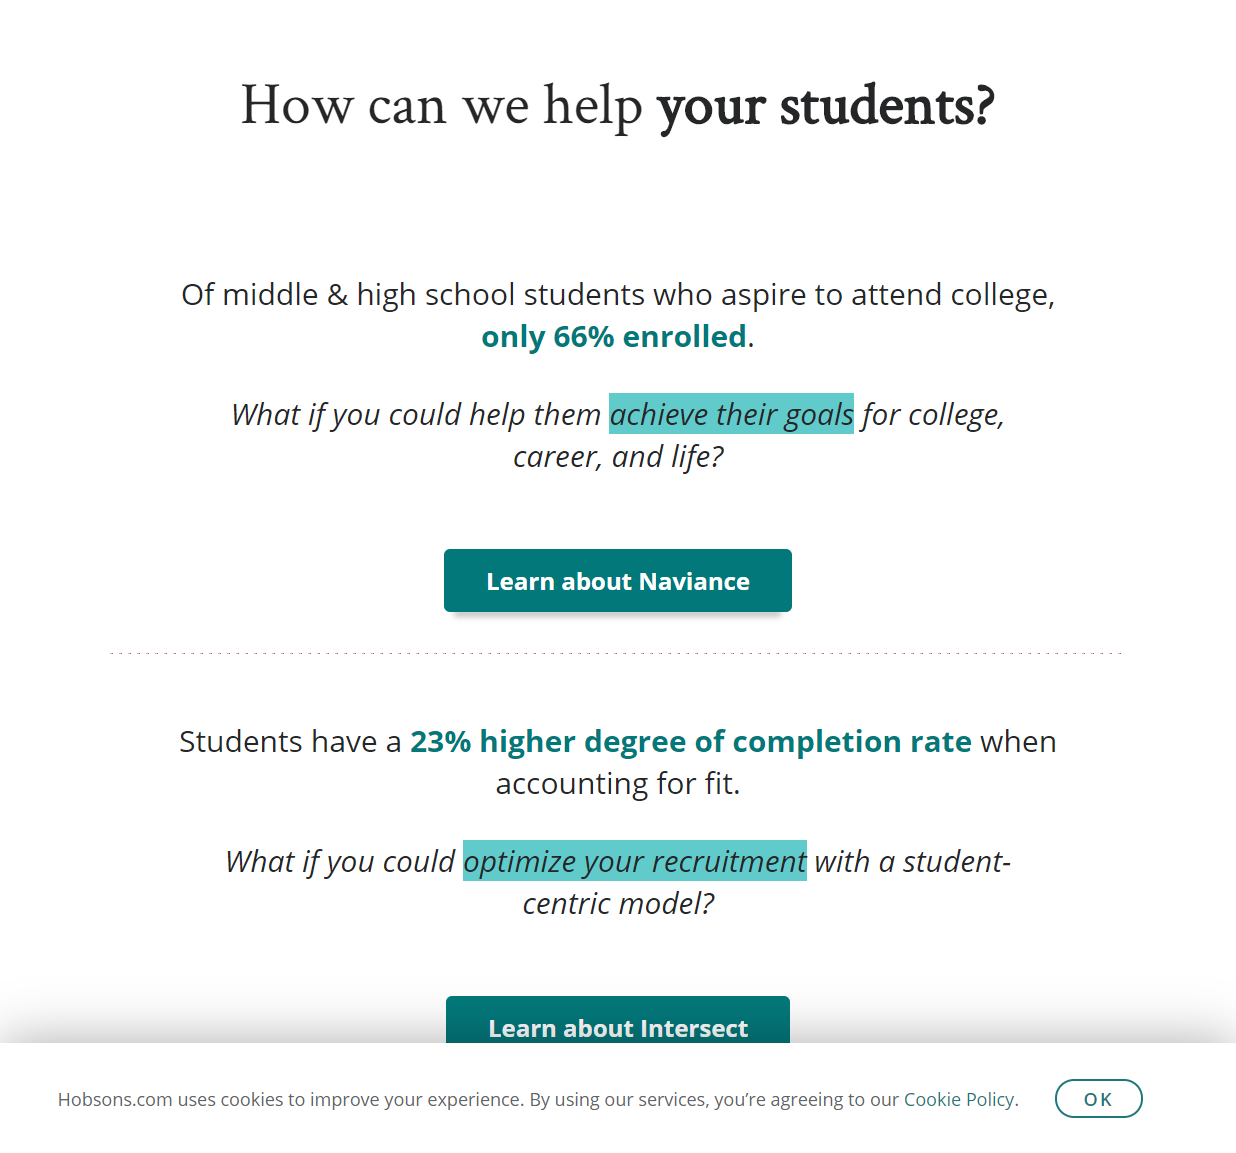 How can we help your students?
Of middle & high school students who aspire to attend college,
only 66% enrolled.
What if you could help them achieve their goals for college,
career, and life?
Learn about Naviance
Students have a 23% higher degree of completion rate when
accounting for fit.
What if you could optimize your recruitment with a student-
centric model?
Learn about Intersect
Hobsons.com uses cookies to improve your experience. By using our services, you’re agreeing to our Cookie Policy.
OK